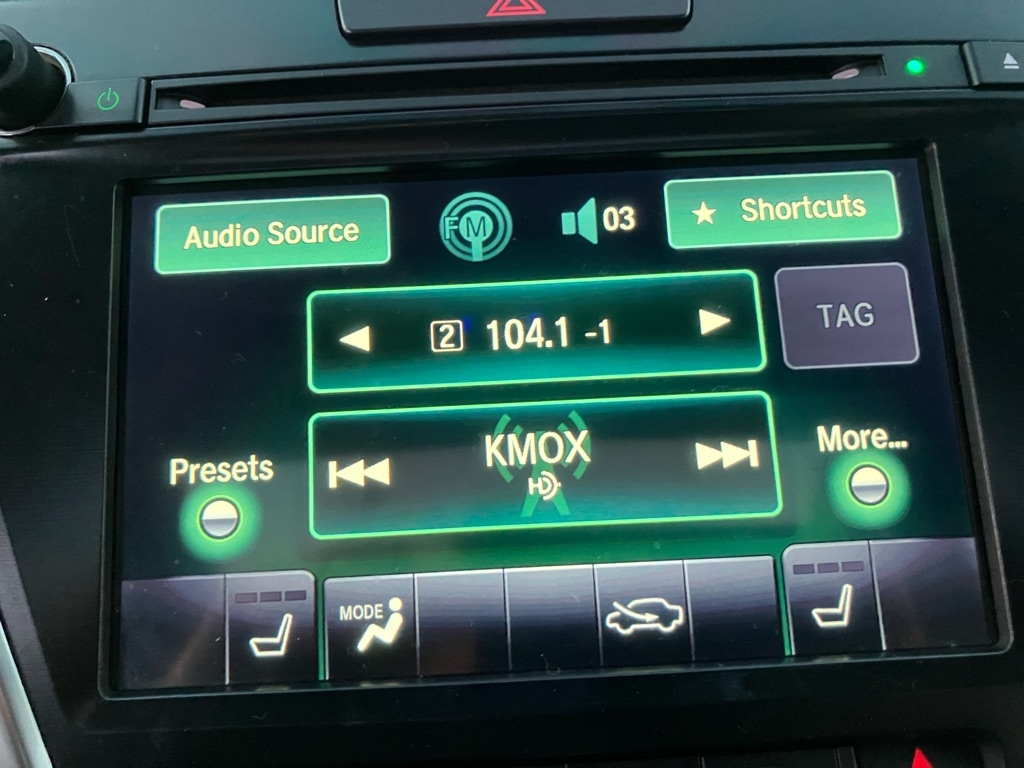 Audio Source
FM
03
★ Shortcuts
2 104.1 -1
TAG
Presets
KMOX
HD
More...
MODE